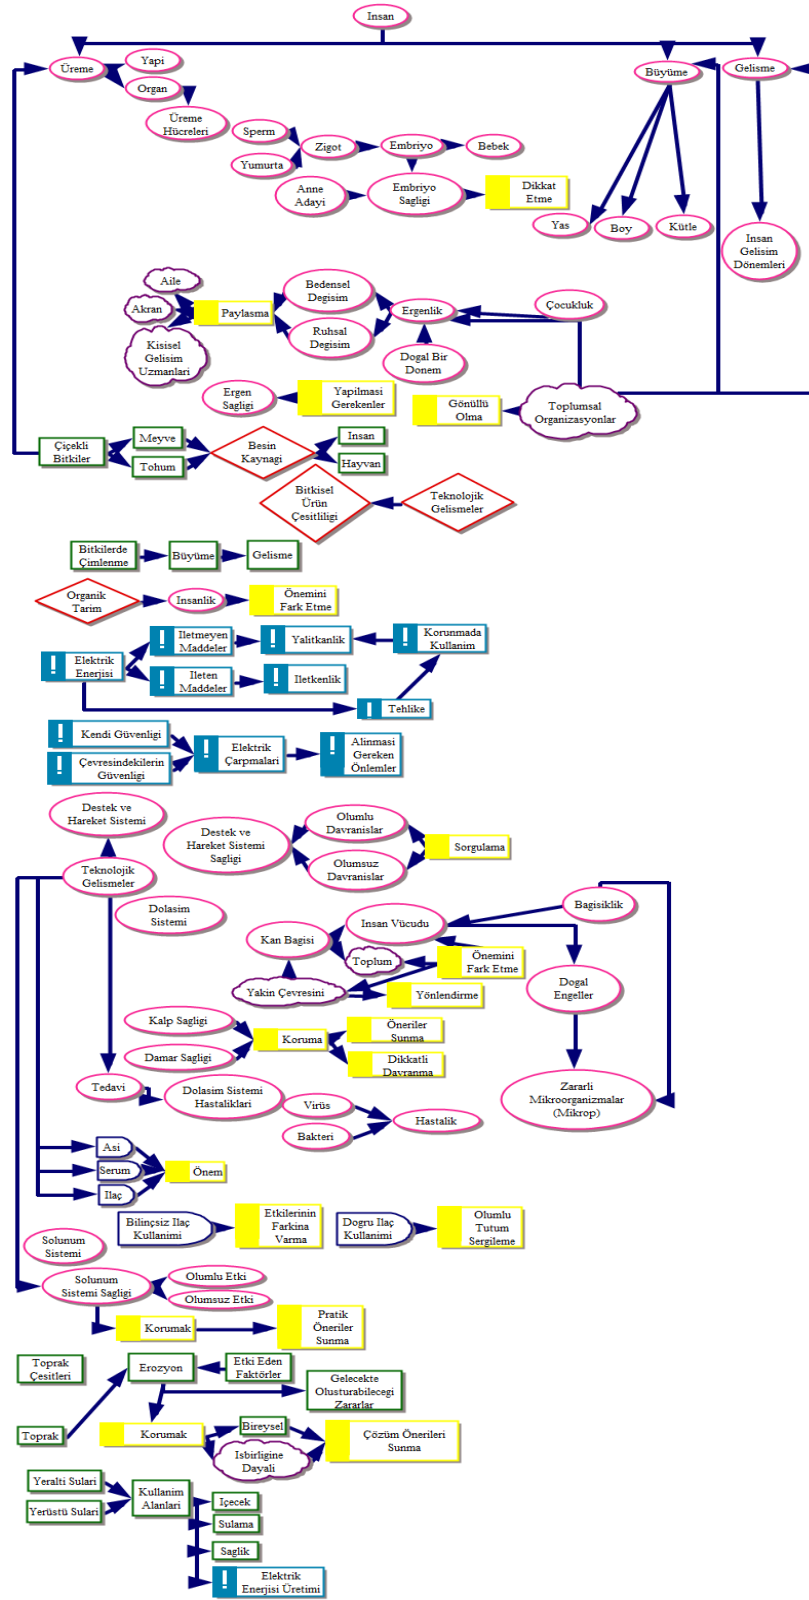 Insan
Üreme
Yapi
Büyüme
Gelisme
Organ
Üreme
Hücreleri
Sperm
Yumurta
Zigot
Embriyo
Bebek
Anne
Adayi
Embriyo
Sagligi
Dikkat
Etme
Yas
Boy
Kütle
Insan
Gelisim
Dönemleri
Aile
Akran
Kisisel
Gelisim
Uzmanlari
Paylasma
Bedensel
Degisim
Ruhsal
Degisim
Ergenlik
Çocukluk
Dogal Bir
Donem
Ergen
Sagligi
Yapilmasi
Gerekenler
Gönüllü
Olma
Toplumsal
Organizasyonlar
Çiçekli
Bitkiler
Meyve
Tohum
Besin
Kaynagi
Insan
Hayvan
Bitkisel
Ürün
Çesitliligi
Teknolojik
Gelismeler
Bitkilerde
Çimlenme
Büyüme
Gelisme
Organik
Tarim
Insanlik
Önemini
Fark Etme
Elektrik
Enerjisi
Iletmeyen
Maddeler
Yalitkanlik
Korunmada
Kullanim
Ileten
Maddeler
Iletkenlik
Tehlike
Kendi Güvenligi
Çevresindekilerin
Güvenligi
Elektrik
Çarpmalari
Alinmasi
Gereken
Önlemler
Destek ve
Hareket Sistemi
Teknolojik
Gelismeler
Dolasim
Sistemi
Destek ve
Hareket Sistemi
Sagligi
Olumlu
Davranislar
Olumsuz
Davranislar
Sorgulama
Bagisiklik
Insan Vücudu
Kan Bagisi
Toplum
Önemini
Fark Etme
Yakin Çevresini
Yönlendirme
Dogal
Engeller
Kalp Sagligi
Damar Sagligi
Koruma
Öneriler
Sunma
Dikkatli
Davranma
Zararli
Mikroorganizmalar
(Mikrop)
Tedavi
Dolasim Sistemi
Hastaliklari
Virüs
Bakteri
Hastalik
Asi
Serum
Ilaç
Önem
Bilinçsiz Ilaç
Kullanimi
Etkilerinin
Farkina
Varma
Dogru Ilaç
Kullanimi
Olumlu
Tutum
Sergileme
Solunum
Sistemi
Solunum
Sistemi Sagligi
Olumlu Etki
Olumsuz Etki
Korumak
Pratik
Öneriler
Sunma
Toprak
Çesitleri
Erozyon
Etki Eden
Faktörler
Gelecekte
Olusturabilecegi
Zararlar
Toprak
Korumak
Bireysel
Isbirligine
Dayali
Çözüm Önerileri
Sunma
Yeralti Sulari
Yerüstü Sulari
Kullanim
Alanlari
Içecek
Sulama
Saglik
Elektrik
Enerjisi Üretimi